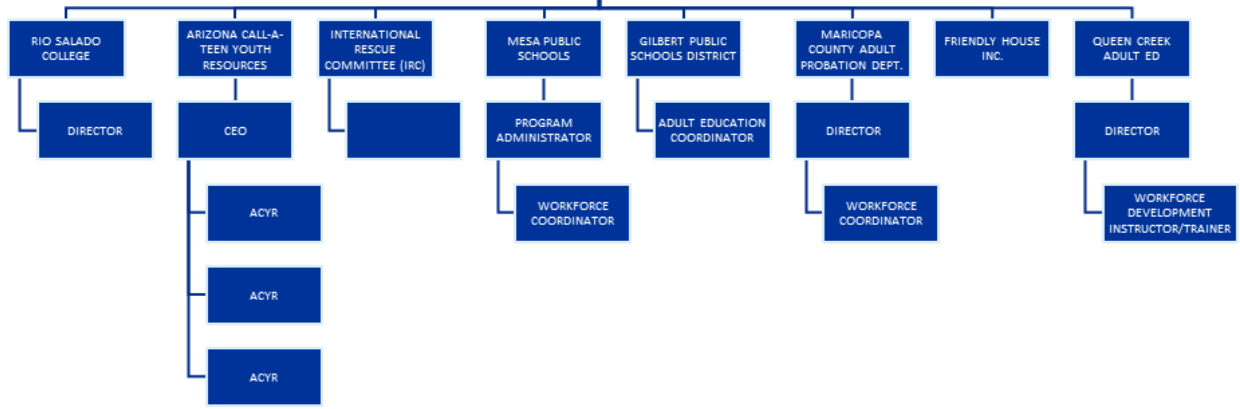 RIO SALADO
COLLEGE
ARIZONA CALL-A-
TEEN YOUTH
RESOURCES
INTERNATIONAL
RESCUE
COMMITTEE (IRC)
MESA PUBLIC
SCHOOLS
GILBERT PUBLIC
SCHOOLS DISTRICT
MARICOPA
COUNTY ADULT
PROBATION DEPT.
FRIENDLY HOUSE
INC.
QUEEN CREEK
ADULT ED
DIRECTOR
CEO
PROGRAM
ADMINISTRATOR
ADULT EDUCATION
COORDINATOR
DIRECTOR
DIRECTOR
ACYR
WORKFORCE
COORDINATOR
WORKFORCE
COORDINATOR
WORKFORCE
DEVELOPMENT
INSTRUCTOR/TRAINER
ACYR
ACYR